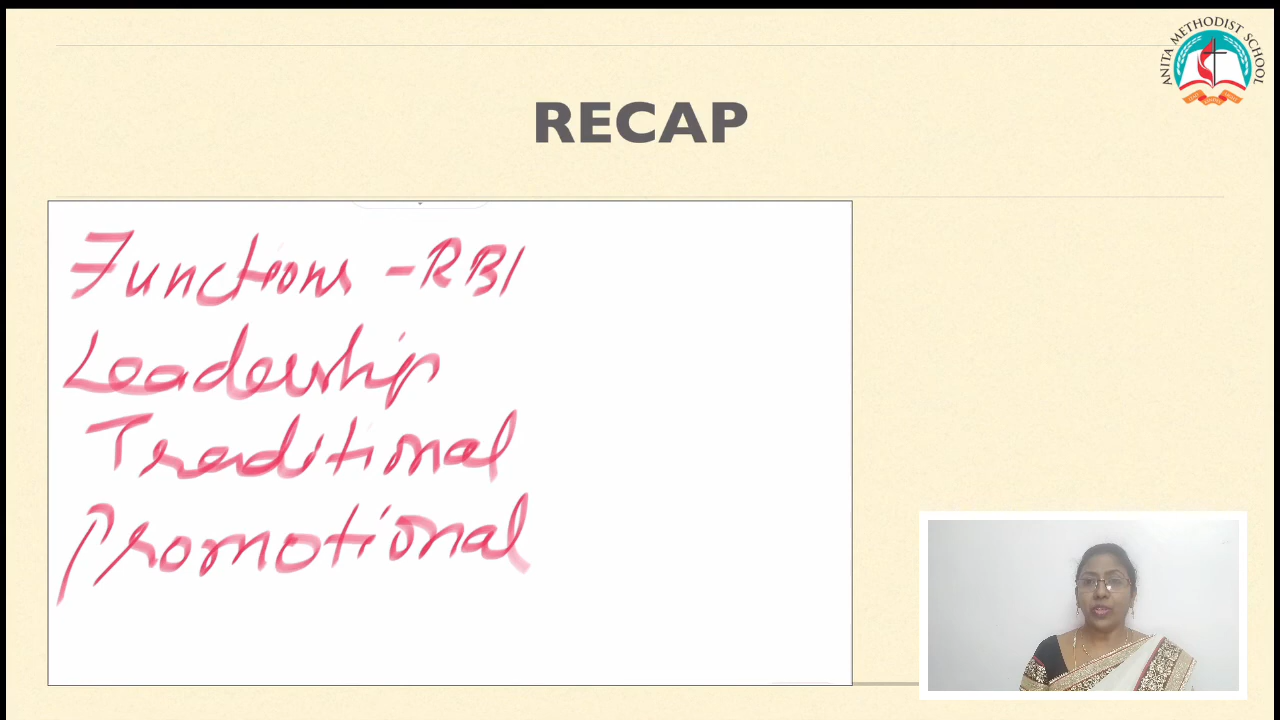 ANITA METHODIST SCHOOL
RECAP
Functions - RBI
Leadership
Traditional
Promotional